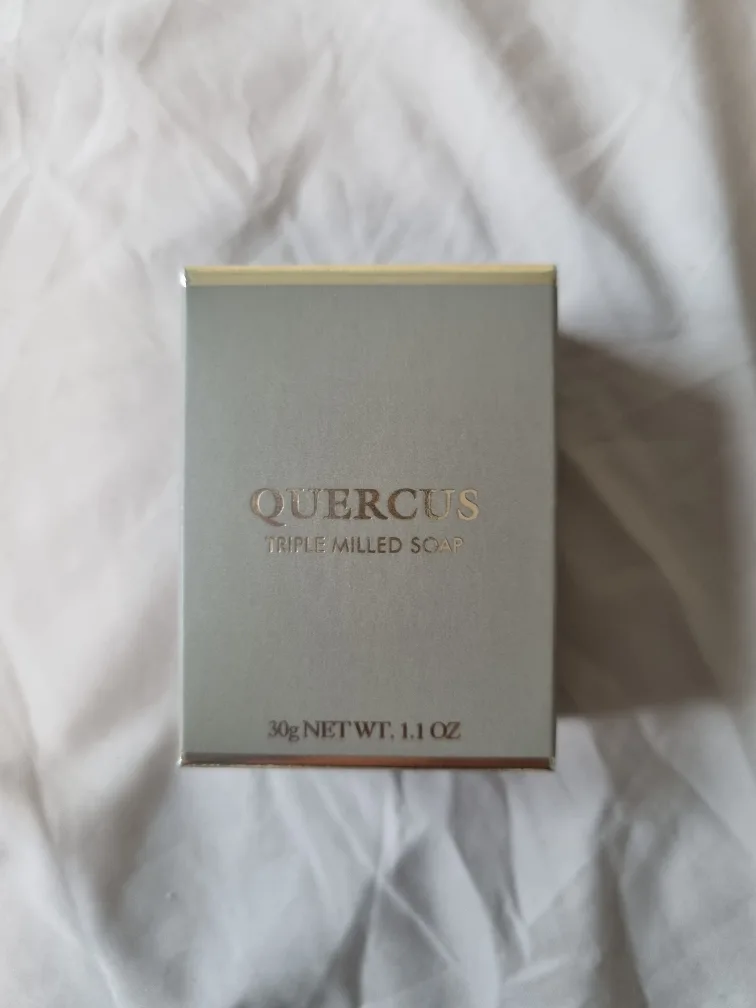 QUERCUS
TRIPLE MILLED SOAP
30g NET WT. 1.1 OZ